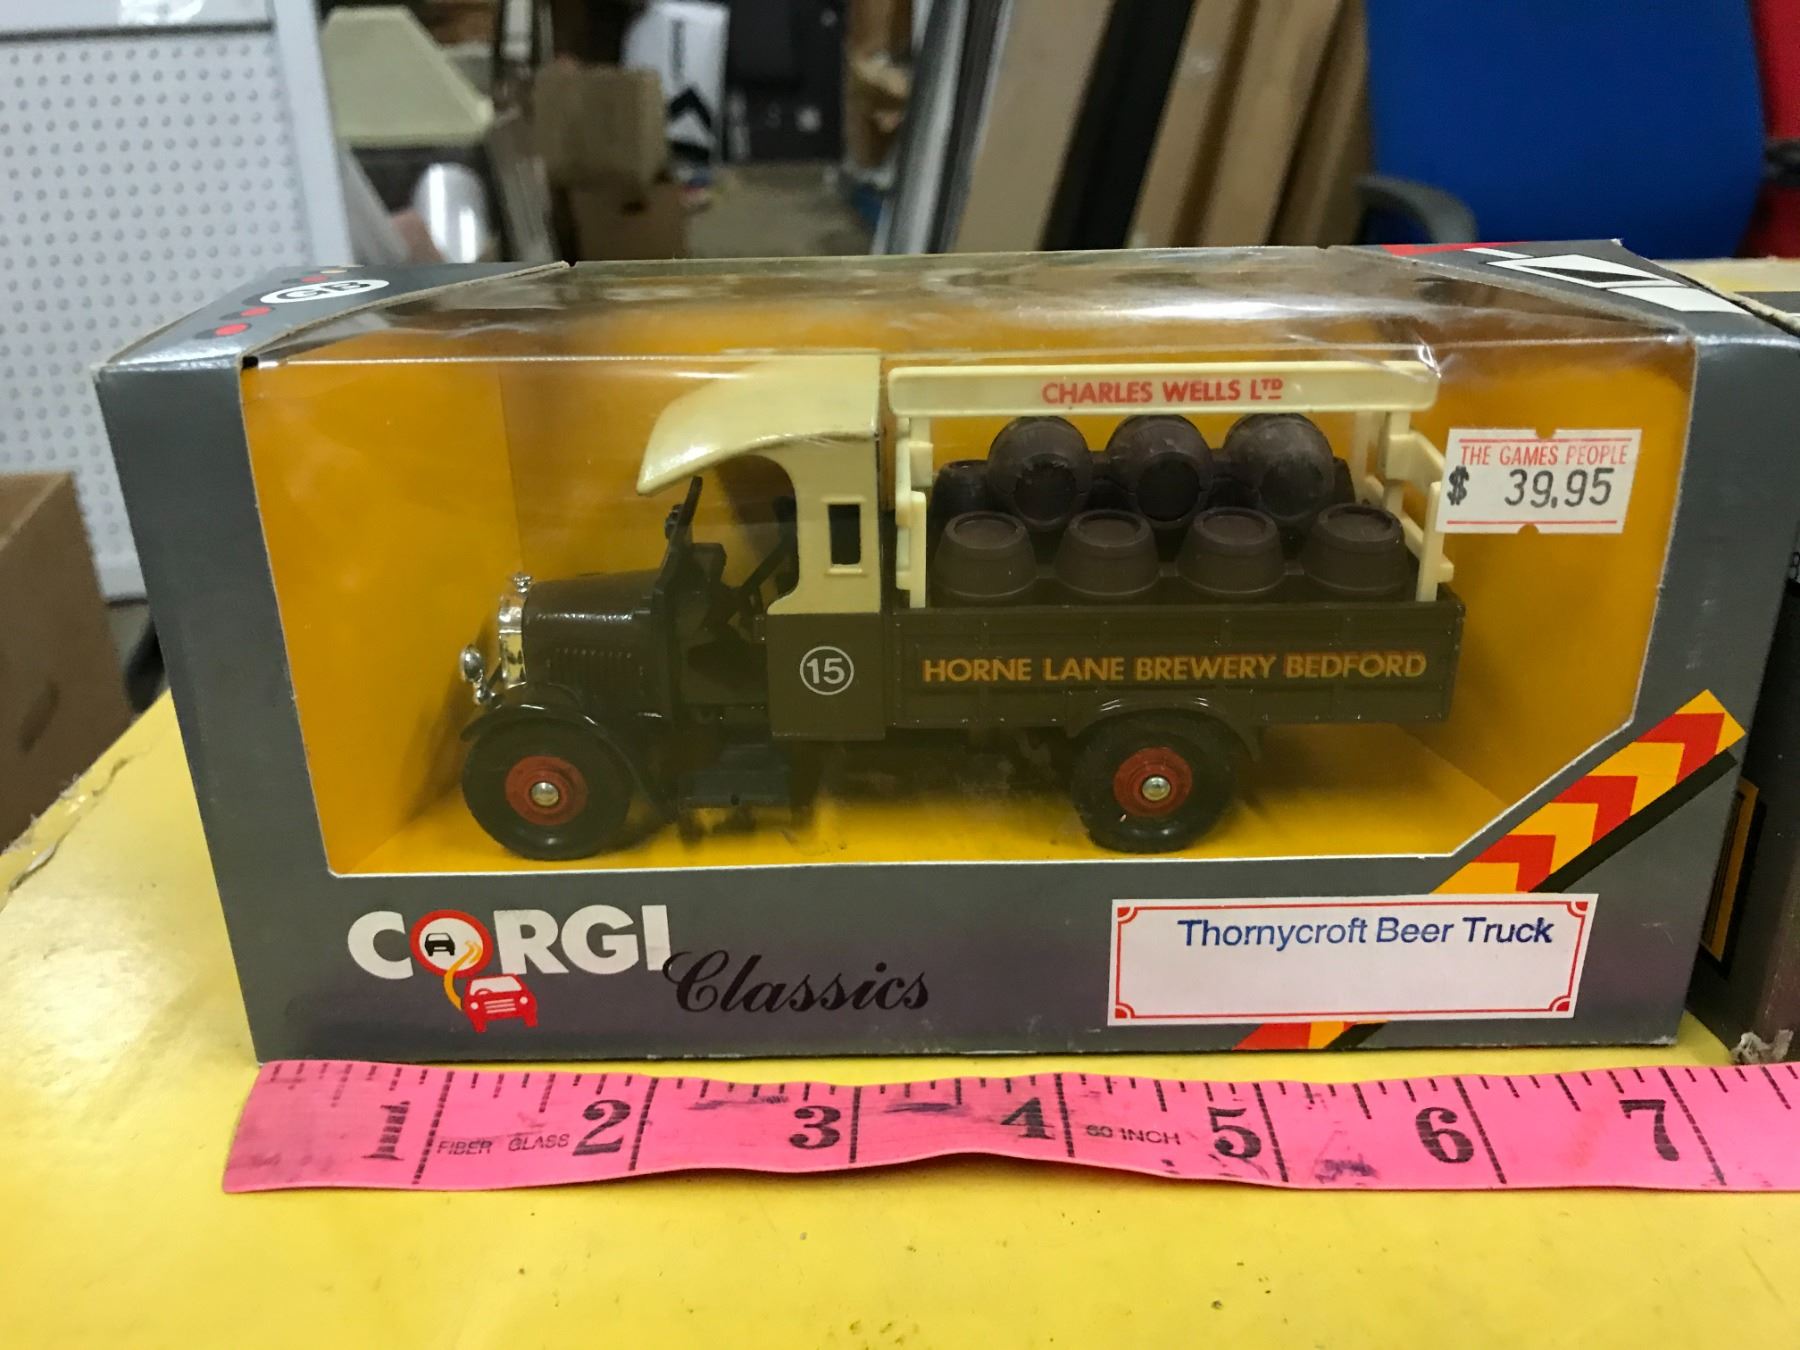 CHARLES WELLS LTD
THE GAMES PEOPLE
$ 39.95
15
HORNE LANE BREWERY BEDFORD
CORGI
Classics
Thornycroft Beer Truck
1 2 3 4 5 6 7
FIBER GLASS
60 INCH